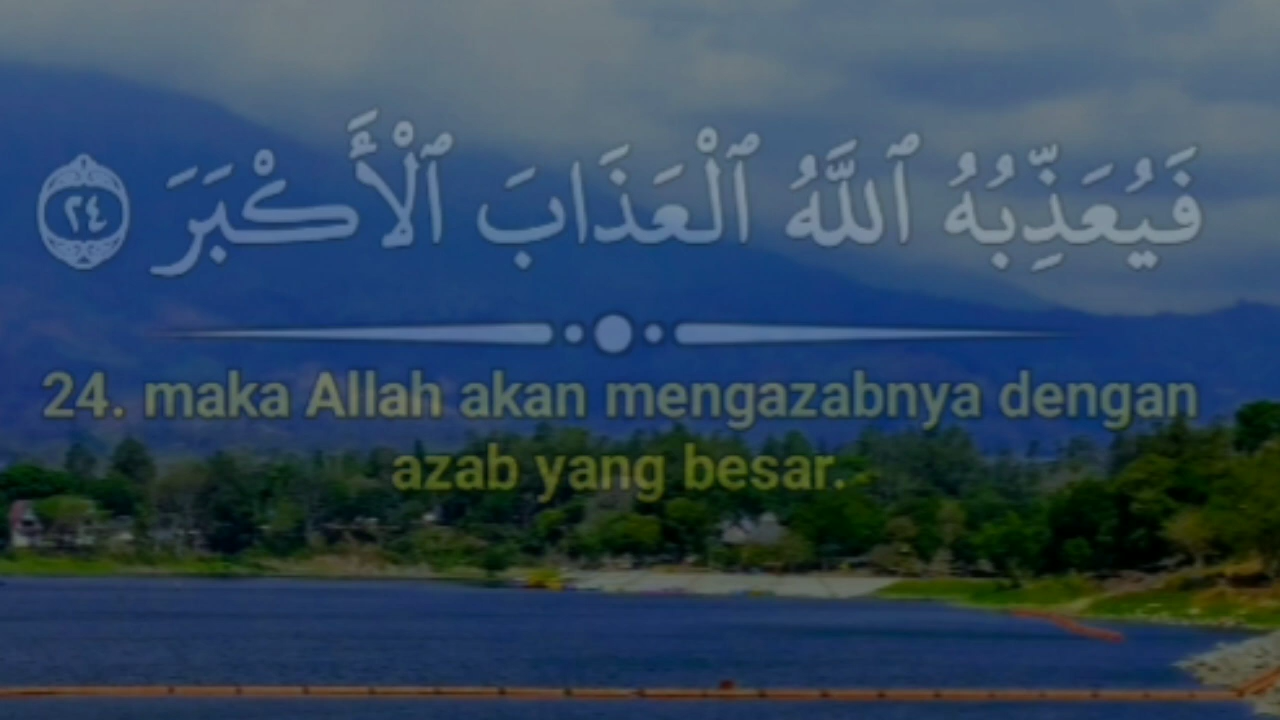 فَيُعَذِّبُهُ ٱللَّهُ ٱلْعَذَابَ ٱلْأَكْبَرَ ٢٤
24. maka Allah akan mengazabnya dengan
azab yang besar.